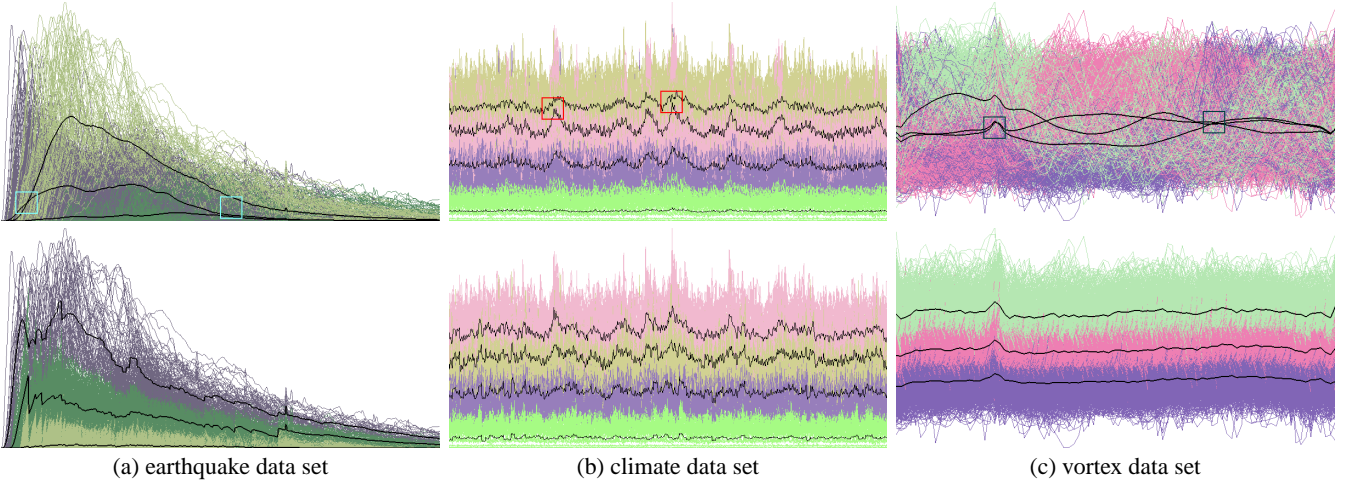 (a) earthquake data set
(b) climate data set
(c) vortex data set